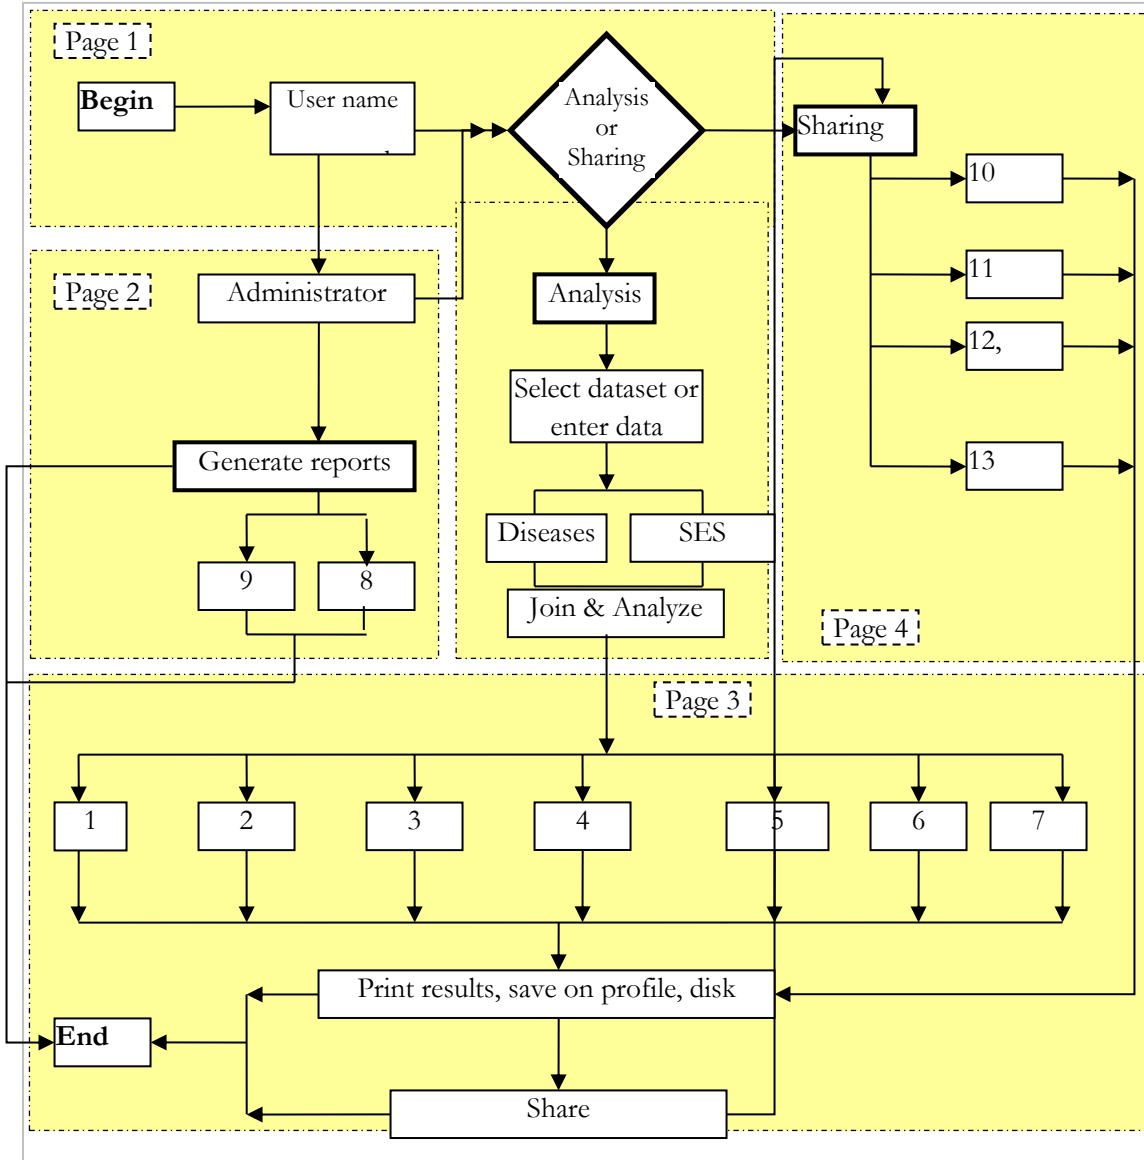 Page 1
Begin
User name
Analysis
or
Sharing
Sharing
10
11
12,
13
Page 4
Page 2
Administrator
Generate reports
9
8
Analysis
Select dataset or
enter data
Diseases
SES
Join & Analyze
Page 3
1
2
3
4
5
6
7
Print results, save on profile, disk
End
Share